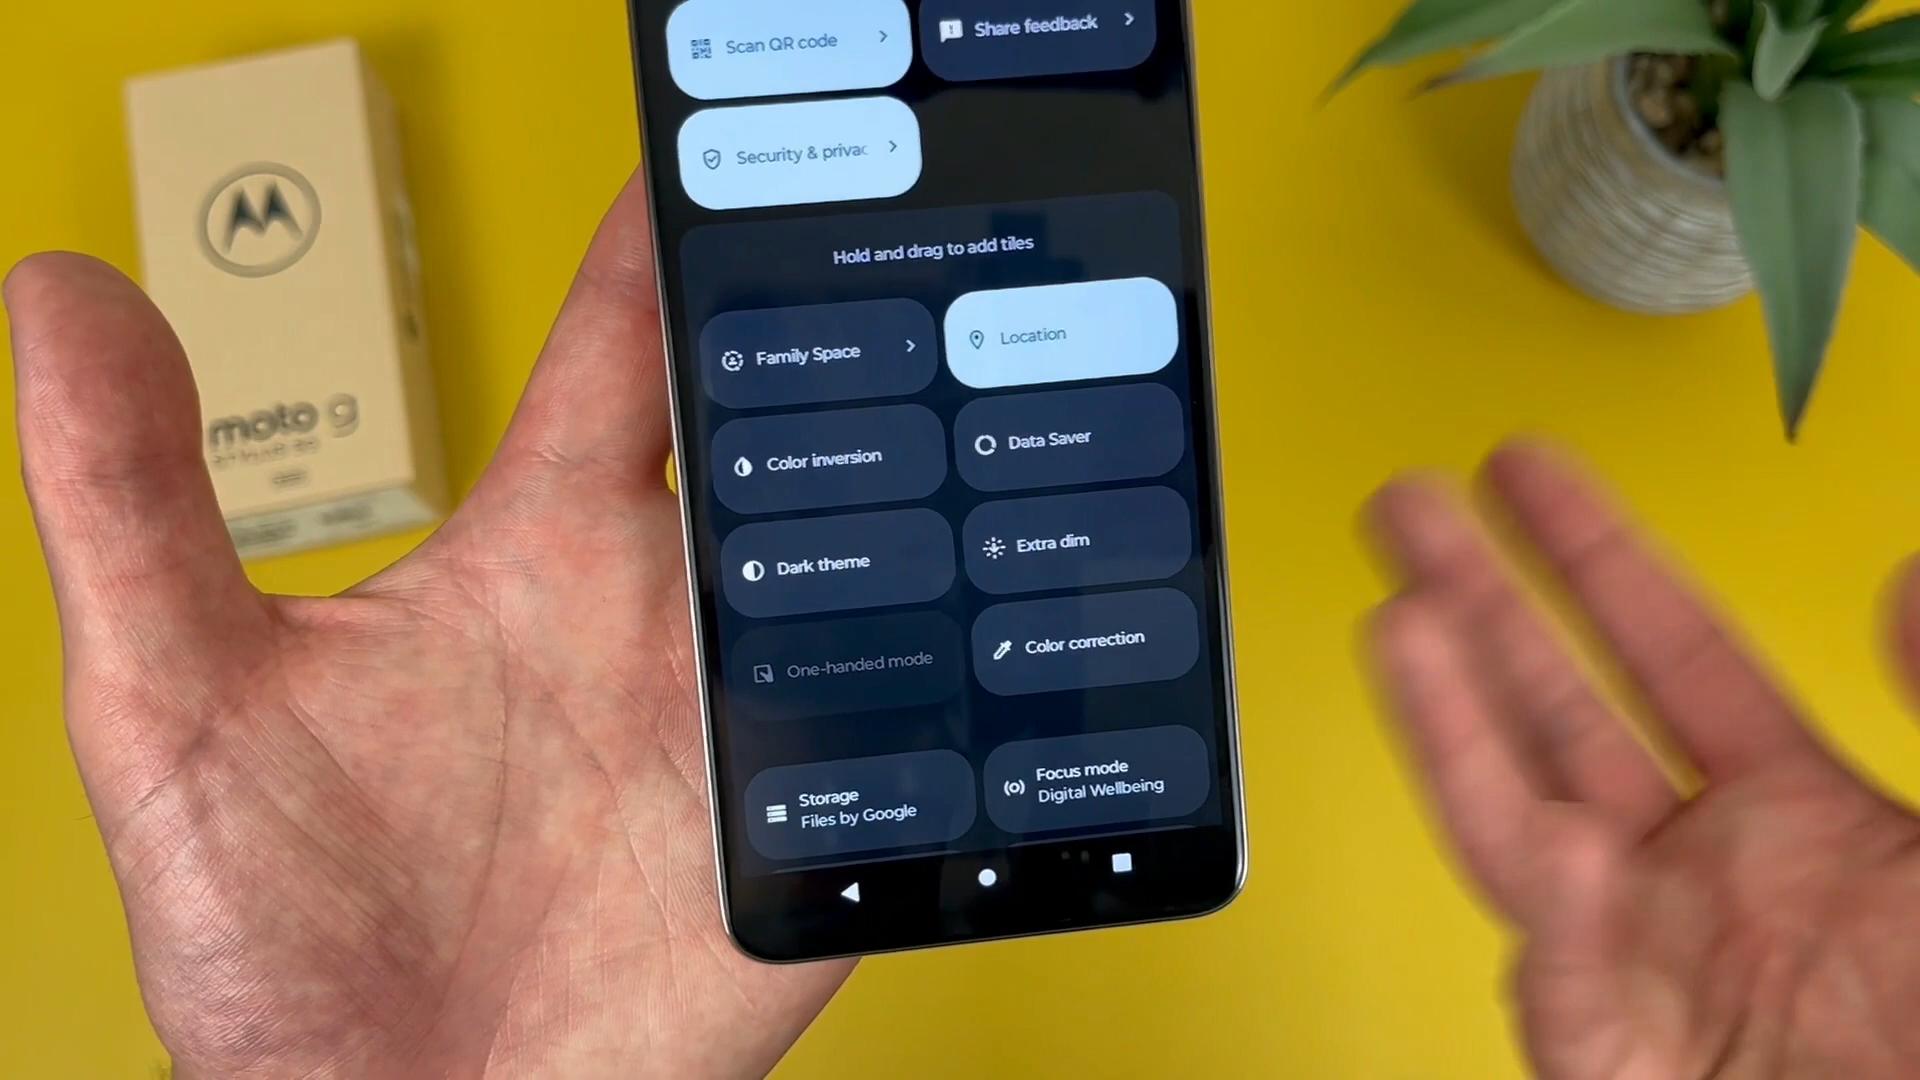 Scan QR code
Share feedback
Security & privac
Hold and drag to add tiles
Family Space
Location
Color inversion
Data Saver
Dark theme
Extra dim
One-handed mode
Color correction
Storage
Files by Google
Focus mode
Digital Wellbeing
moto g